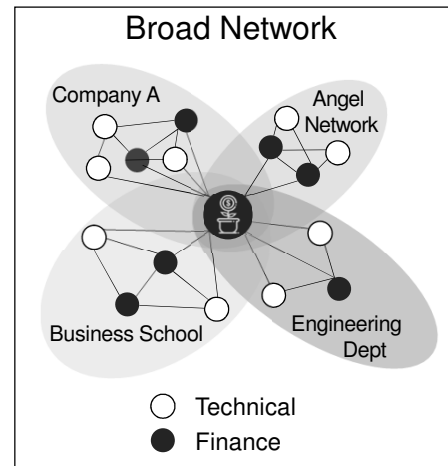 Broad Network
Company A
Angel
Network
$
Business School
Engineering
Dept
Technical
Finance